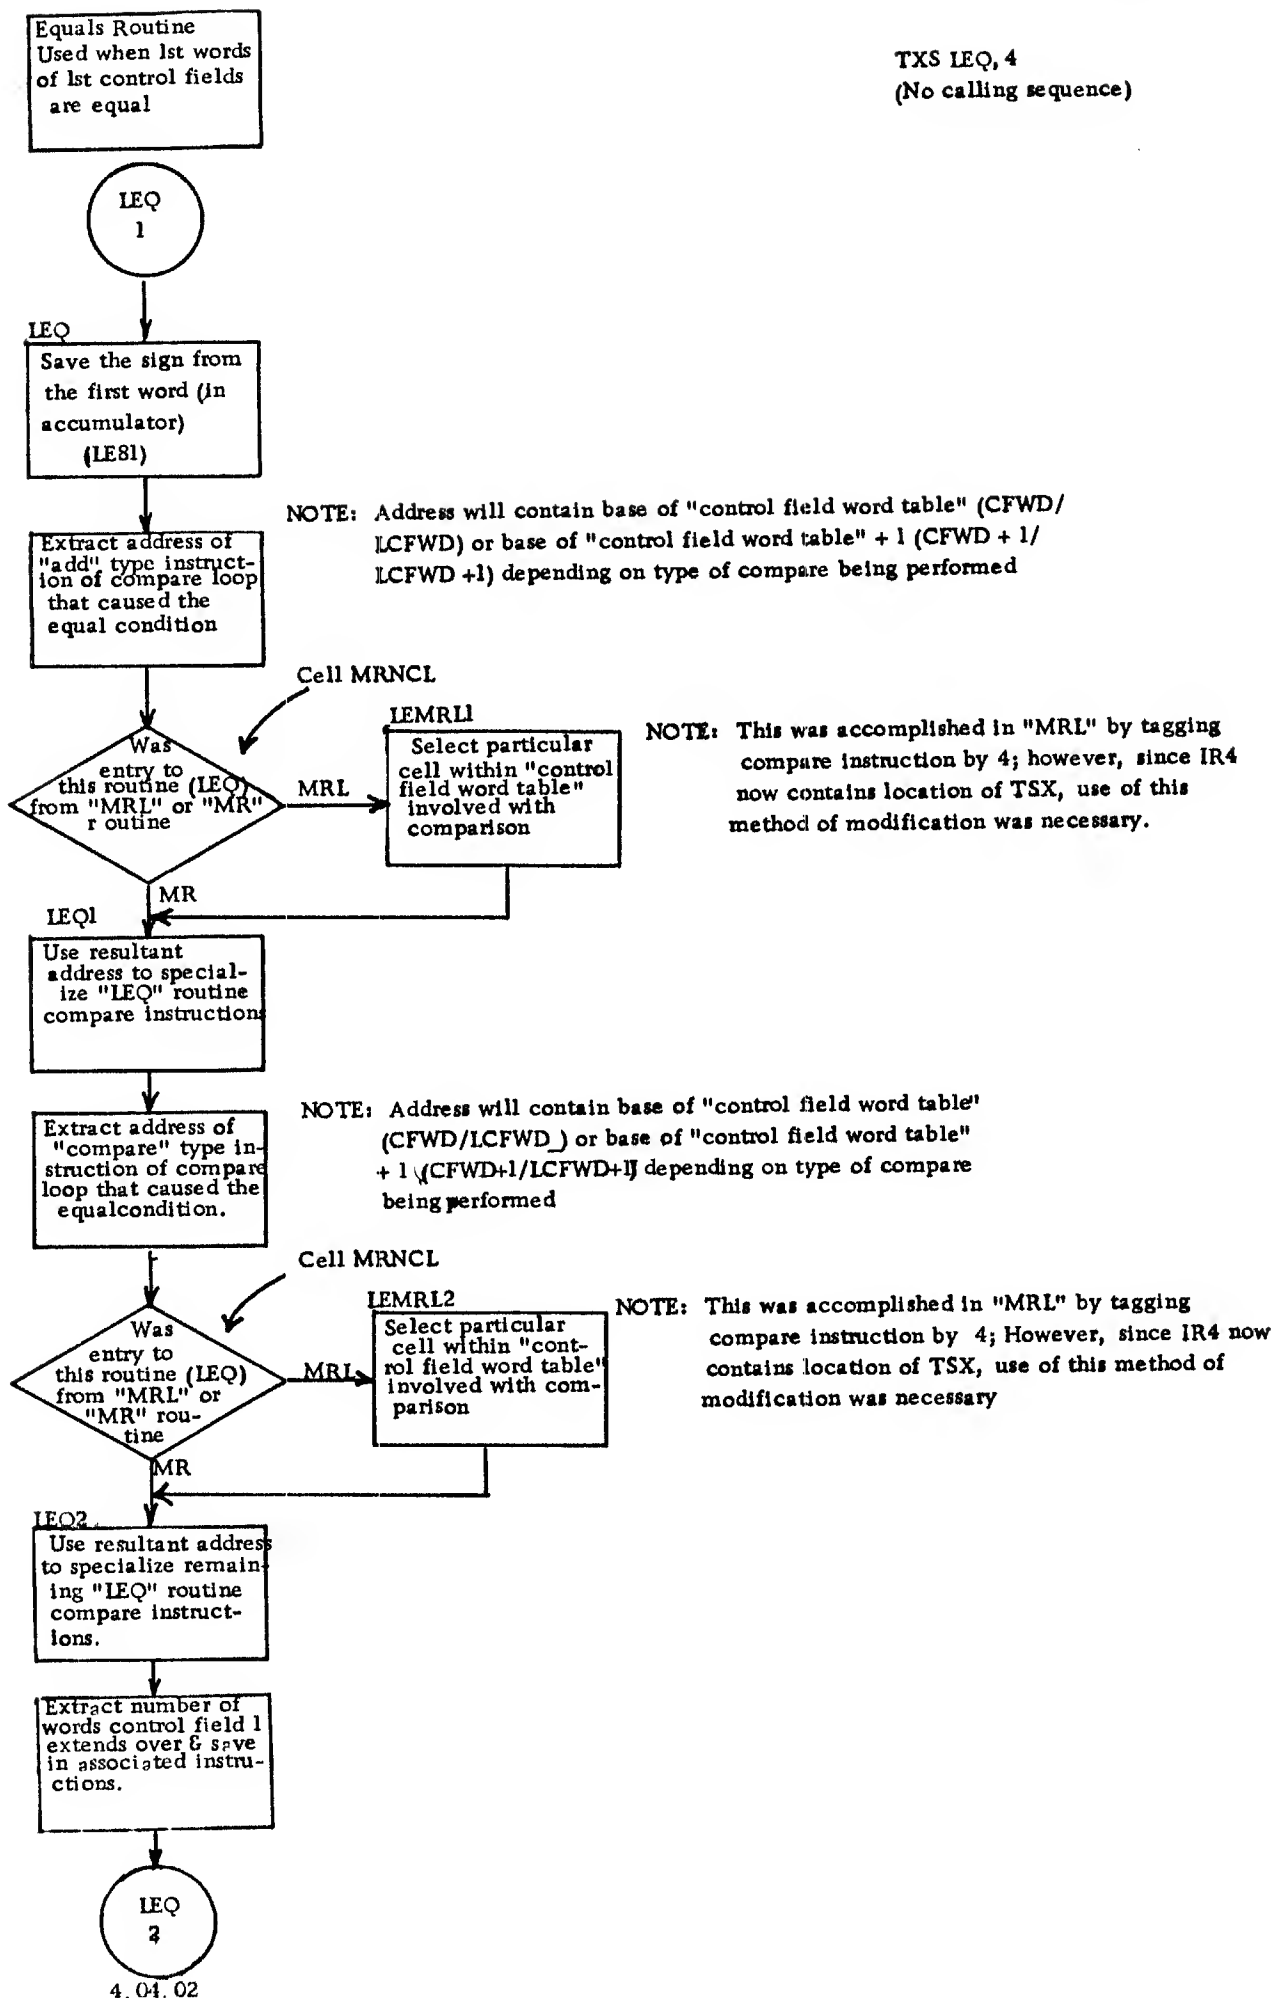 Equals Routine
Used when lst words
of lst control fields
are equal
TXS LEQ, 4
(No calling sequence)
LEQ
1
LEQ
Save the sign from
the first word (in
accumulator)
(LE81)
NOTE: Address will contain base of "control field word table" (CFWD/
LCFWD) or base of "control field word table" + 1 (CFWD + 1/
LCFWD +1) depending on type of compare being performed
Extract address of
"add" type instruct-
ion of compare loop
that caused the
equal condition
Cell MRNCL
Was
entry to
this routine (LEQ)
from "MRL" or "MR"
r outine
MRL
LEMRL1
Select particular
cell within "control
field word table"
involved with
comparison
NOTE: This was accomplished in "MRL" by tagging
compare instruction by 4; however, since IR4
now contains location of TSX, use of this
method of modification was necessary.
MR
LEQ1
Use resultant
address to special-
ize "LEQ" routine
compare instructions
Extract address of
"compare" type in-
struction of compare
loop that caused the
equalcondition.
NOTE: Address will contain base of "control field word table"
(CFWD/LCFWD_) or base of "control field word table"
+ 1 (CFWD+1/LCFWD+1) depending on type of compare
being performed
Cell MRNCL
Was
entry to
this routine (LEQ)
from "MRL" or
"MR" rou-
tine
MRL
LEMRL2
Select particular
cell within "cont-
rol field word table"
involved with com-
parison
NOTE: This was accomplished in "MRL" by tagging
compare instruction by 4; However, since IR4 now
contains location of TSX, use of this method of
modification was necessary
MR
LEQ2
Use resultant address
to specialize remain-
ing "LEQ" routine
compare instruct-
ions.
Extract number of
words control field 1
extends over & save
in associated instru-
ctions.
LEQ
2
4.04.02